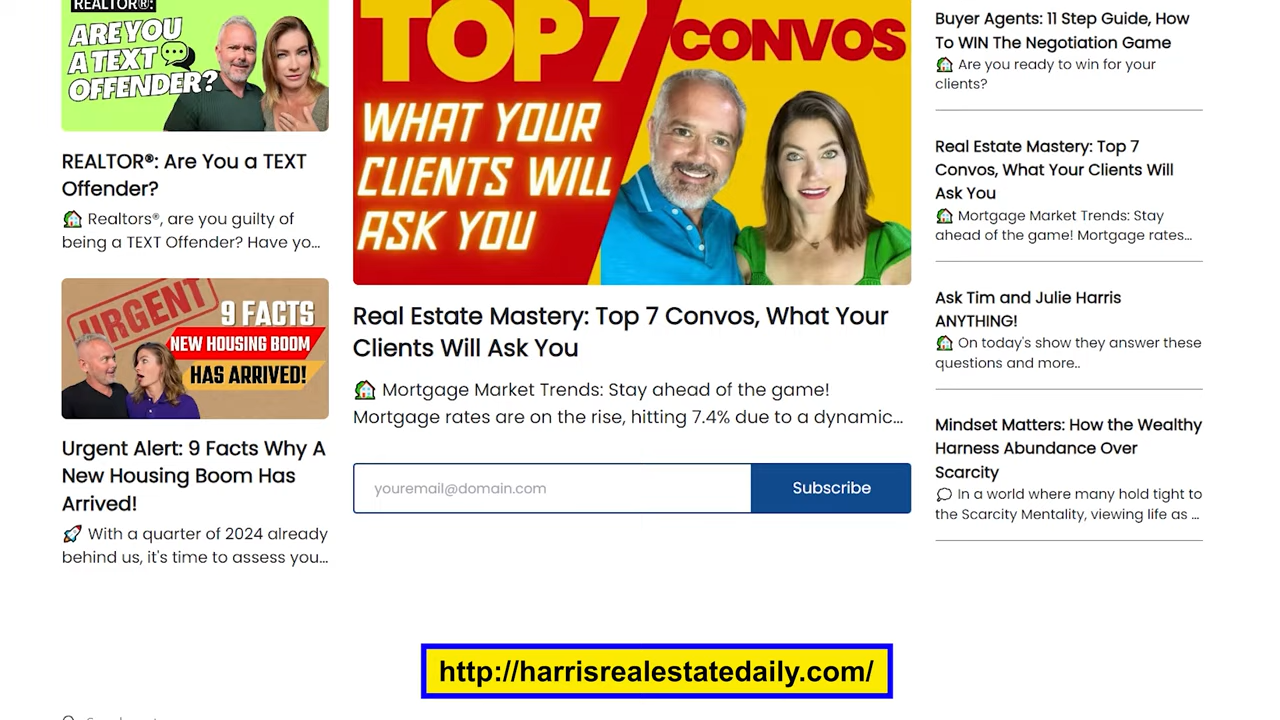 REALTOR®:
ARE YOU
A TEXT
OFFENDER?
REALTOR®: Are You a TEXT
Offender?
🏠 Realtors®, are you guilty of
being a TEXT Offender? Have yo...
URGENT
9 FACTS
NEW HOUSING BOOM
HAS ARRIVED!
Urgent Alert: 9 Facts Why A
New Housing Boom Has
Arrived!
🚀 With a quarter of 2024 already
behind us, it's time to assess you...
TOP 7 CONVOS
WHAT YOUR
CLIENTS WILL
ASK YOU
Real Estate Mastery: Top 7 Convos, What Your
Clients Will Ask You
🏠 Mortgage Market Trends: Stay ahead of the game!
Mortgage rates are on the rise, hitting 7.4% due to a dynamic...
youremail@domain.com
Subscribe
Buyer Agents: 11 Step Guide, How
To WIN The Negotiation Game
🏠 Are you ready to win for your
clients?
Real Estate Mastery: Top 7
Convos, What Your Clients Will
Ask You
🏠 Mortgage Market Trends: Stay
ahead of the game! Mortgage rates...
Ask Tim and Julie Harris
ANYTHING!
🏠 On today's show they answer these
questions and more..
Mindset Matters: How the Wealthy
Harness Abundance Over
Scarcity
💭 In a world where many hold tight to
the Scarcity Mentality, viewing life as ...
http://harrisrealestatedaily.com/